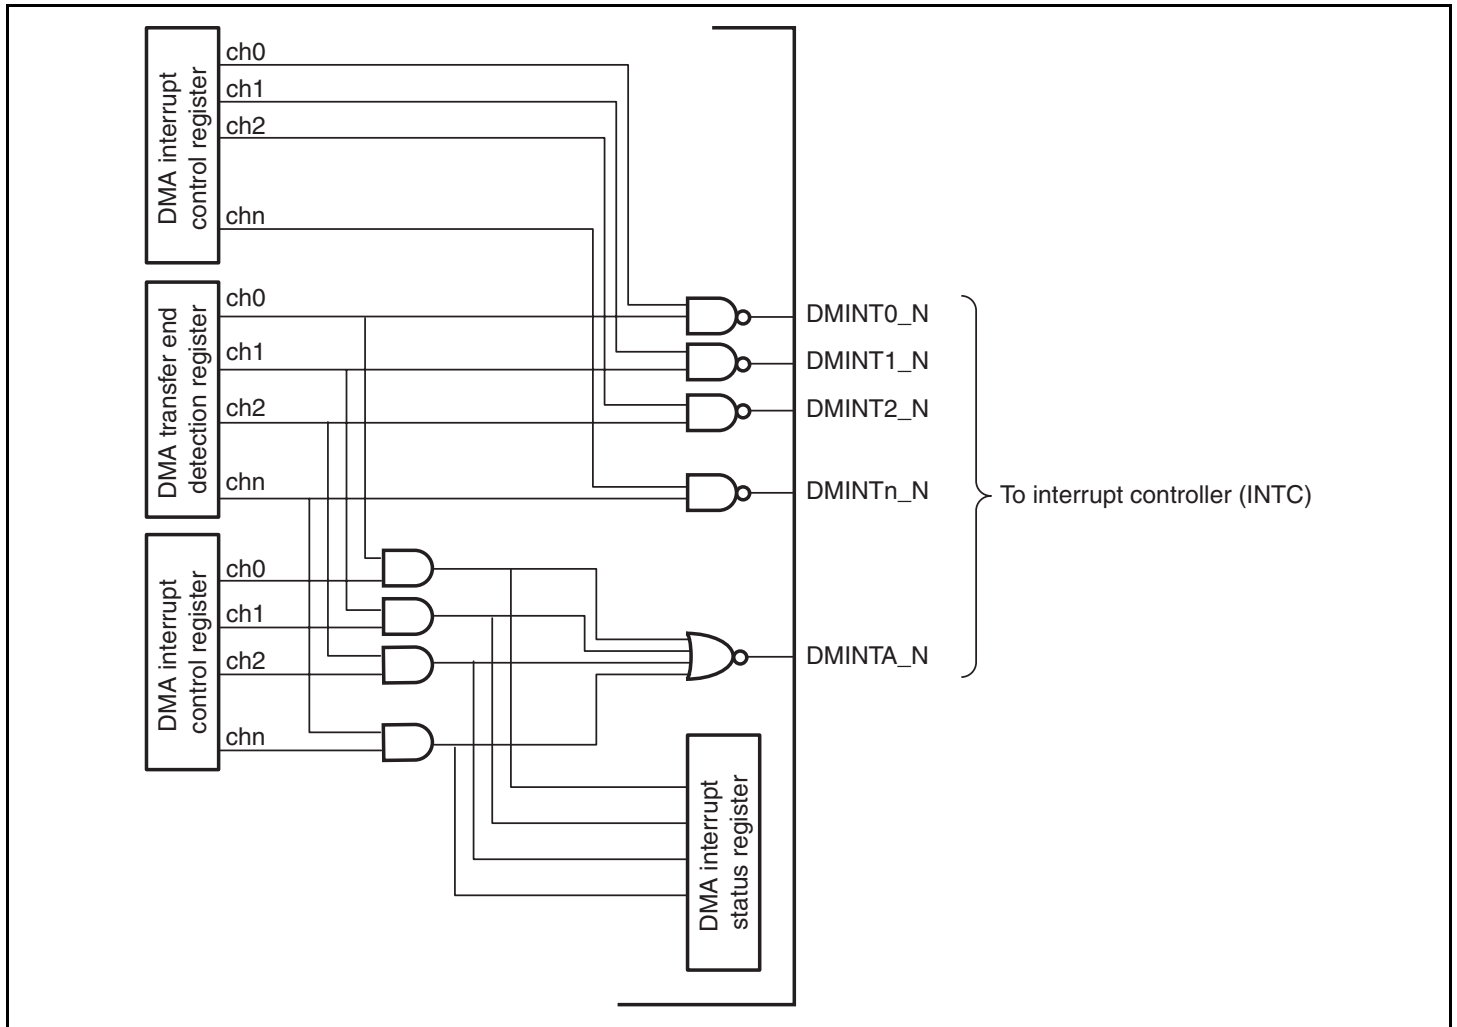 DMA interrupt
control register
ch0
ch1
ch2
chn
DMA transfer end
detection register
ch0
ch1
ch2
chn
DMA interrupt
control register
ch0
ch1
ch2
chn
DMINT0_N
DMINT1_N
DMINT2_N
DMINTn_N
DMINTA_N
To interrupt controller (INTC)
DMA interrupt
status register